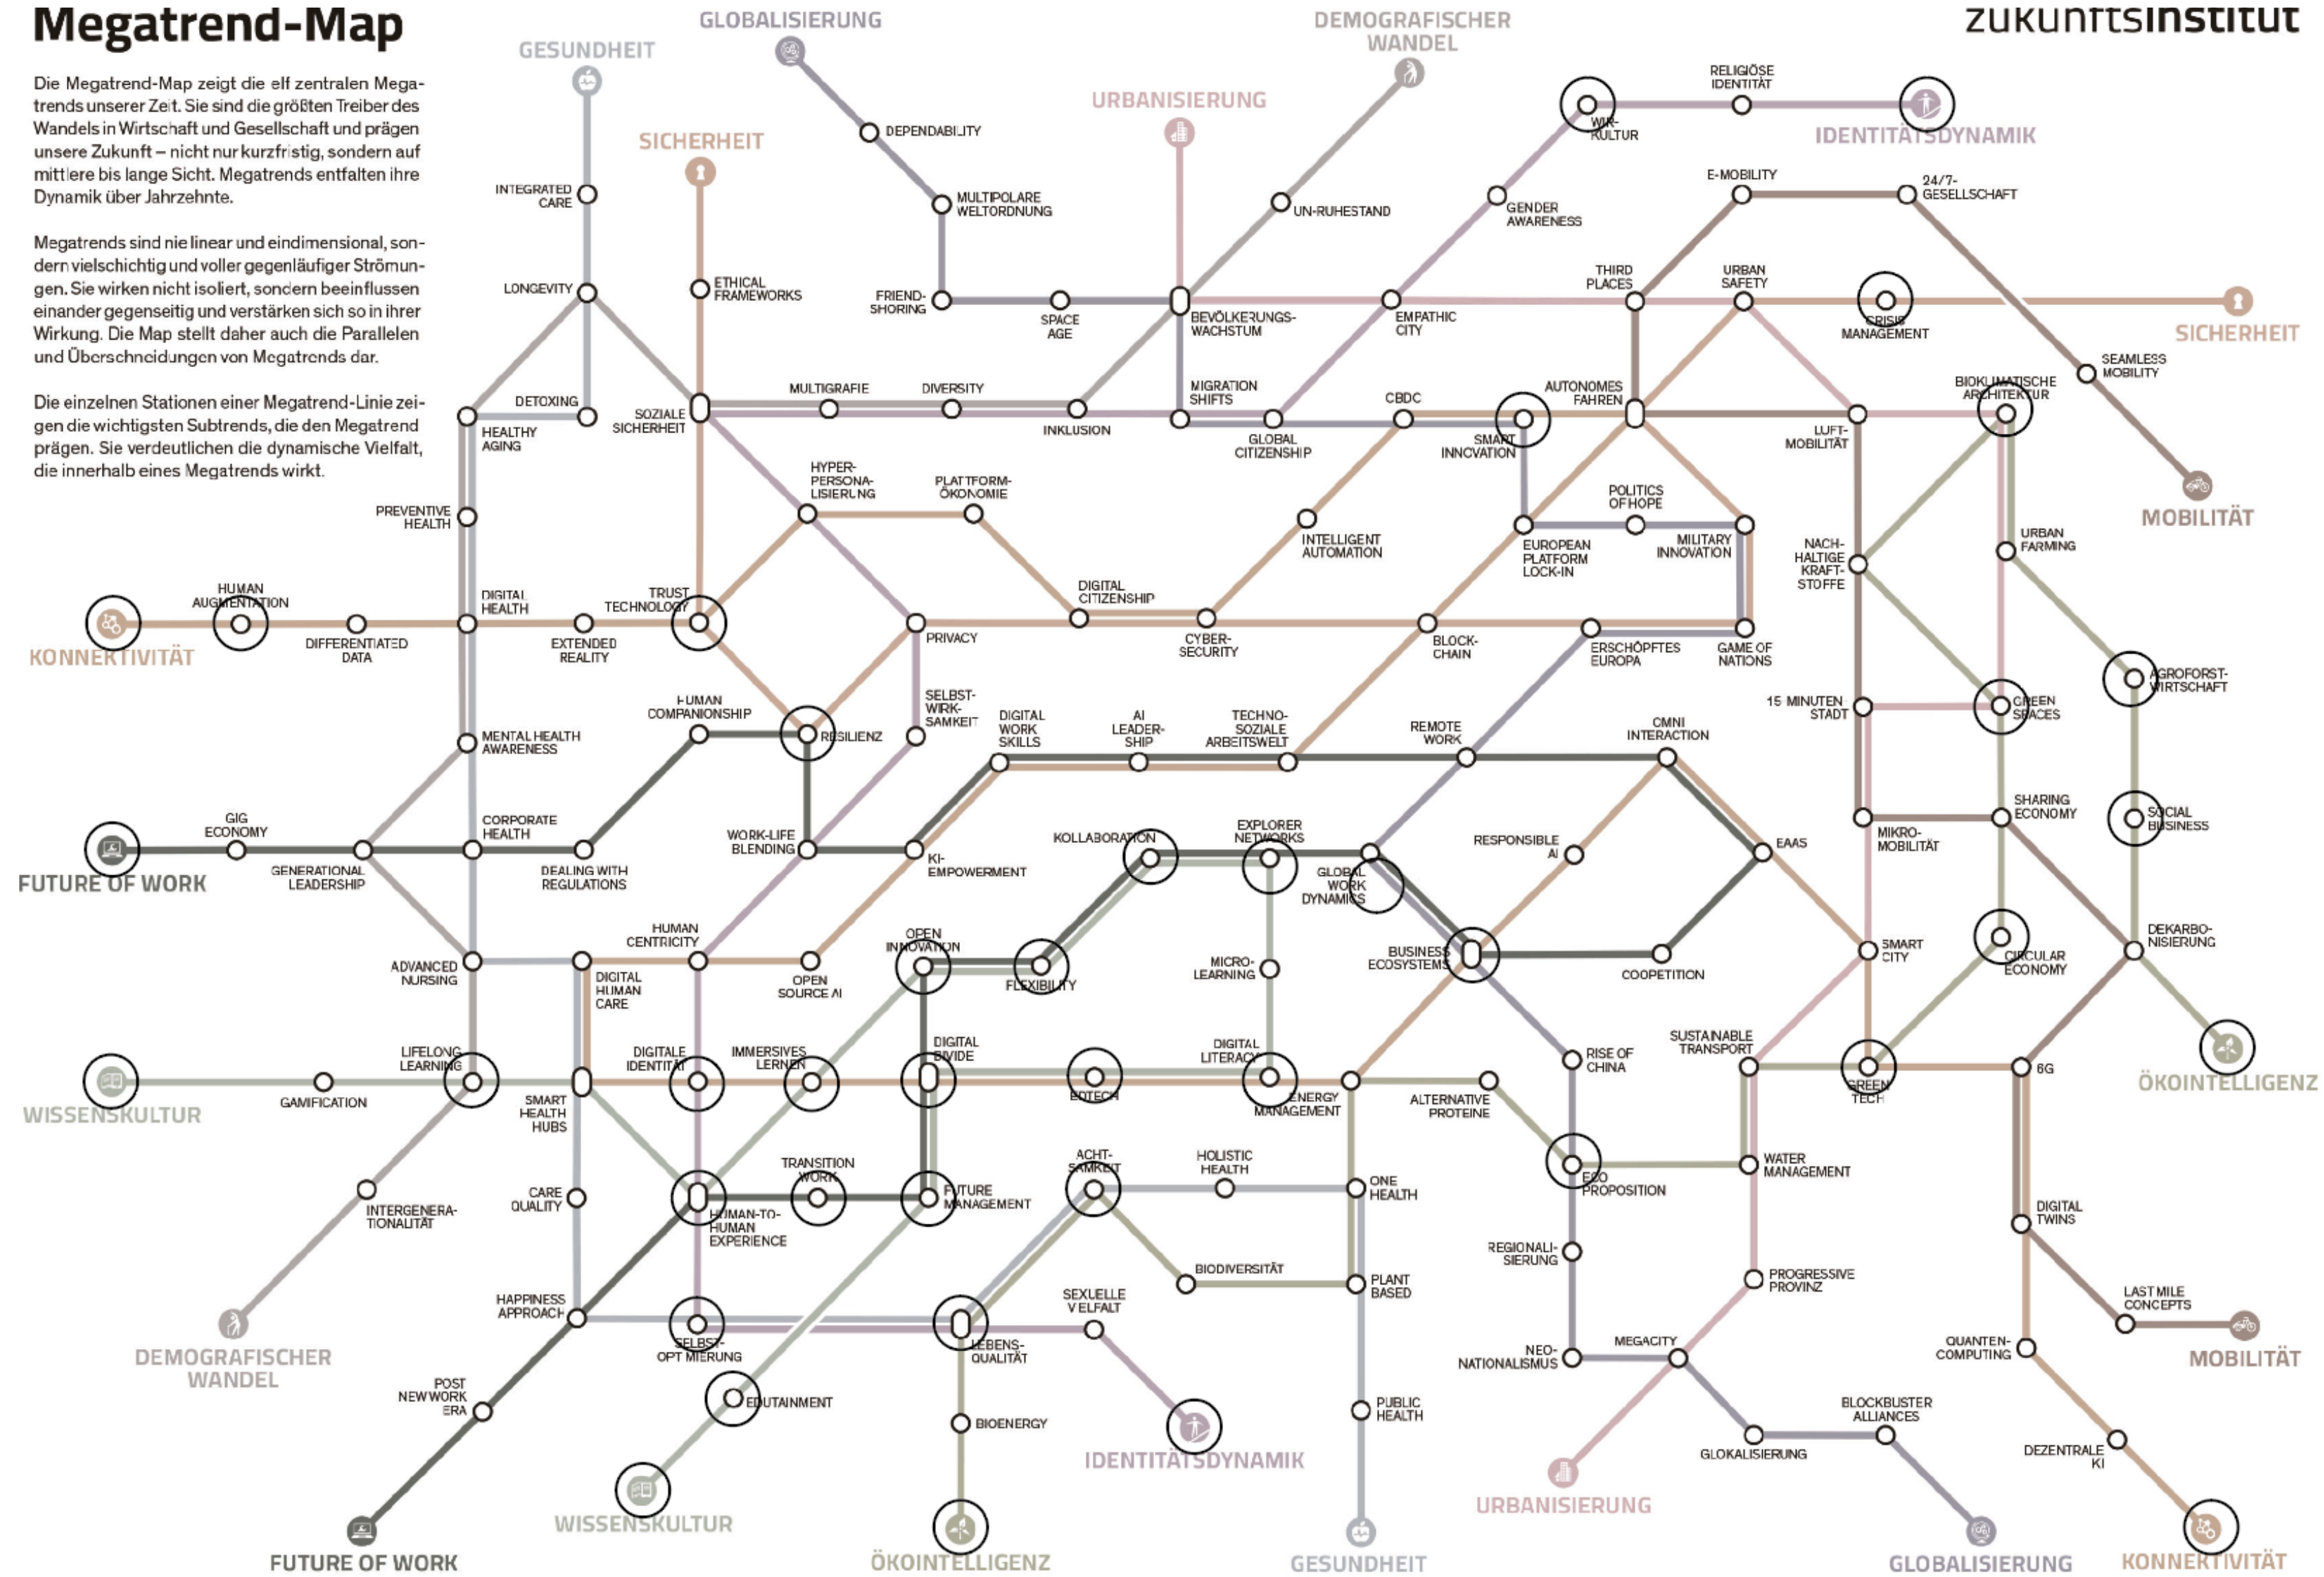 Megatrend-Map
zukunftsinstitut
Die Megatrend-Map zeigt die elf zentralen Mega-
trends unserer Zeit. Sie sind die größten Treiber des
Wandels in Wirtschaft und Gesellschaft und prägen
unsere Zukunft – nicht nur kurzfristig, sondern auf
mittlere bis lange Sicht. Megatrends entfalten ihre
Dynamik über Jahrzehnte.
Megatrends sind nie linear und eindimensional, son-
dern vielschichtig und voller gegenläufiger Strömun-
gen. Sie wirken nicht isoliert, sondern beeinflussen
einander gegenseitig und verstärken sich so in ihrer
Wirkung. Die Map stellt daher auch die Parallelen
und Überschneidungen von Megatrends dar.
Die einzelnen Stationen einer Megatrend-Linie zei-
gen die wichtigsten Subtrends, die den Megatrend
prägen. Sie verdeutlichen die dynamische Vielfalt,
die innerhalb eines Megatrends wirkt.
GESUNDHEIT
GLOBALISIERUNG
DEMOGRAFISCHER
WANDEL
URBANISIERUNG
SICHERHEIT
RELIGIÖSE
IDENTITÄT
WIR-
KULTUR
IDENTITÄTSDYNAMIK
DEPENDABILITY
INTEGRATED
CARE
MULTIPOLARE
WELTORDNUNG
UN-RUHESTAND
GENDER
AWARENESS
E-MOBILITY
24/7-
GESELLSCHAFT
LONGEVITY
ETHICAL
FRAMEWORKS
FRIEND-
SHORING
SPACE
AGE
BEVÖLKERUNGS-
WACHSTUM
EMPATHIC
CITY
THIRD
PLACES
URBAN
SAFETY
CRISIS
MANAGEMENT
SICHERHEIT
SEAMLESS
MOBILITY
DETOXING
HEALTHY
AGING
SOZIALE
SICHERHEIT
MULTIGRAFIE
DIVERSITY
INKLUSION
MIGRATION
SHIFTS
GLOBAL
CITIZENSHIP
CBDC
SMART
INNOVATION
AUTONOMES
FAHREN
LUFT-
MOBILITÄT
BIOKLIMATISCHE
ARCHITEKTUR
MOBILITÄT
PREVENTIVE
HEALTH
HYPER-
PERSONA-
LISIERUNG
PLATTFORM-
ÖKONOMIE
INTELLIGENT
AUTOMATION
EUROPEAN
PLATFORM
LOCK-IN
POLITICS
OF HOPE
MILITARY
INNOVATION
NACH-
HALTIGE
KRAFT-
STOFFE
URBAN
FARMING
KONNEKTIVITÄT
HUMAN
AUGMENTATION
DIFFERENTIATED
DATA
DIGITAL
HEALTH
EXTENDED
REALITY
TRUST
TECHNOLOGY
PRIVACY
DIGITAL
CITIZENSHIP
CYBER-
SECURITY
BLOCK-
CHAIN
ERSCHÖPFTES
EUROPA
GAME OF
NATIONS
15 MINUTEN
STADT
GREEN
SPACES
AGROFORST-
WIRTSCHAFT
MENTAL HEALTH
AWARENESS
HUMAN
COMPANIONSHIP
RESILIENZ
SELBST-
WIRK-
SAMKEIT
DIGITAL
WORK
SKILLS
AI
LEADER-
SHIP
TECHNO-
SOZIALE
ARBEITSWELT
REMOTE
WORK
OMNI
INTERACTION
FUTURE OF WORK
GIG
ECONOMY
GENERATIONAL
LEADERSHIP
CORPORATE
HEALTH
DEALING WITH
REGULATIONS
WORK-LIFE
BLENDING
KI-
EMPOWERMENT
KOLLABORATION
EXPLORER
NETWORKS
GLOBAL
WORK
DYNAMICS
RESPONSIBLE
AI
EAAS
MIKRO-
MOBILITÄT
SHARING
ECONOMY
SOCIAL
BUSINESS
ADVANCED
NURSING
DIGITAL
HUMAN
CARE
HUMAN
CENTRICITY
OPEN
SOURCE AI
OPEN
INNOVATION
FLEXIBILITY
MICRO-
LEARNING
BUSINESS
ECOSYSTEMS
COOPETITION
SMART
CITY
CIRCULAR
ECONOMY
DEKARBO-
NISIERUNG
WISSENSKULTUR
GAMIFICATION
LIFELONG
LEARNING
SMART
HEALTH
HUBS
DIGITALE
IDENTITÄT
IMMERSIVES
LERNEN
DIGITAL
DIVIDE
EDTECH
DIGITAL
LITERACY
ENERGY
MANAGEMENT
ALTERNATIVE
PROTEINE
RISE OF
CHINA
SUSTAINABLE
TRANSPORT
GREEN
TECH
6G
ÖKOINTELLIGENZ
INTERGENERA-
TIONALITÄT
CARE
QUALITY
HUMAN-TO-
HUMAN
EXPERIENCE
TRANSITION
WORK
FUTURE
MANAGEMENT
ACHT-
SAMKEIT
HOLISTIC
HEALTH
ONE
HEALTH
ECO
PROPOSITION
WATER
MANAGEMENT
DIGITAL
TWINS
DEMOGRAFISCHER
WANDEL
HAPPINESS
APPROACH
SELBST-
OPTIMIERUNG
LEBENS-
QUALITÄT
SEXUELLE
VIELFALT
BIODIVERSITÄT
PLANT
BASED
REGIONALI-
SIERUNG
PROGRESSIVE
PROVINZ
LAST MILE
CONCEPTS
MOBILITÄT
POST
NEW WORK
ERA
EDUTAINMENT
BIOENERGY
IDENTITÄTSDYNAMIK
PUBLIC
HEALTH
NEO-
NATIONALISMUS
MEGACITY
QUANTEN-
COMPUTING
GLOKALISIERUNG
BLOCKBUSTER
ALLIANCES
DEZENTRALE
KI
FUTURE OF WORK
WISSENSKULTUR
ÖKOINTELLIGENZ
GESUNDHEIT
URBANISIERUNG
GLOBALISIERUNG
KONNEKTIVITÄT